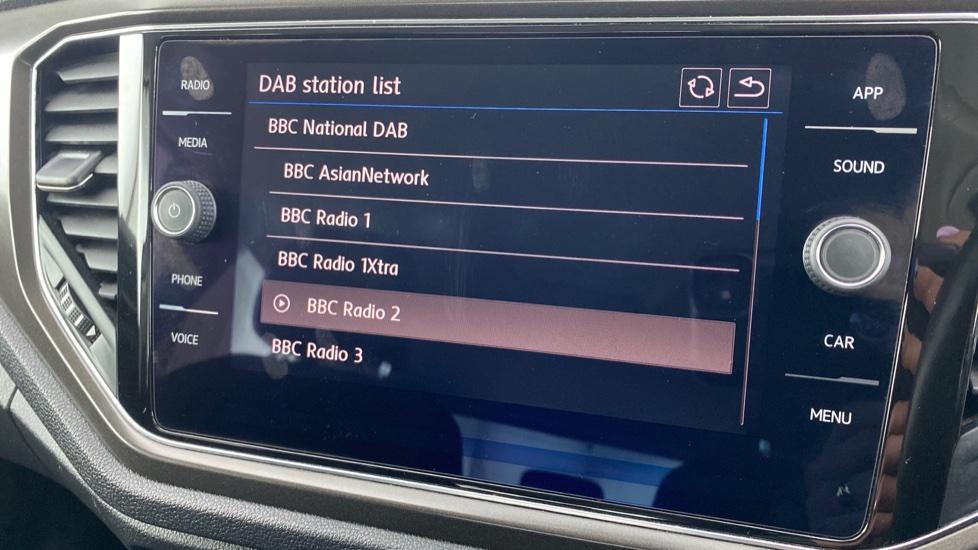 RADIO
MEDIA
PHONE
VOICE
DAB station list
BBC National DAB
BBC AsianNetwork
BBC Radio 1
BBC Radio 1Xtra
BBC Radio 2
BBC Radio 3
APP
SOUND
CAR
MENU